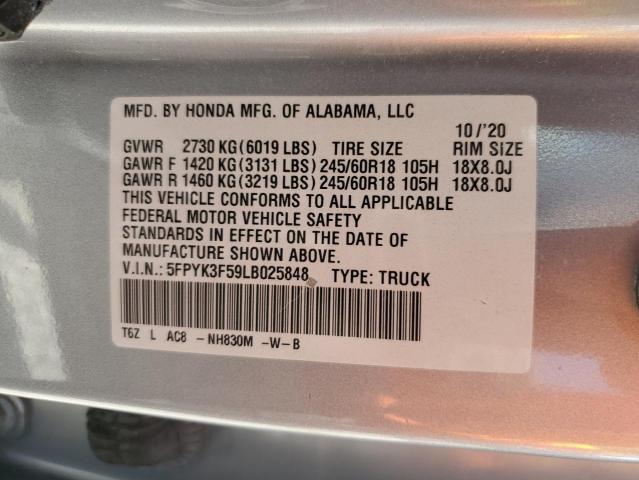 MFD. BY HONDA MFG. OF ALABAMA, LLC
10/'20
GVWR 2730 KG(6019 LBS) TIRE SIZE RIM SIZE
GAWR F 1420 KG(3131 LBS) 245/60R18 105H 18X8.0J
GAWR R 1460 KG(3219 LBS) 245/60R18 105H 18X8.0J
THIS VEHICLE CONFORMS TO ALL APPLICABLE
FEDERAL MOTOR VEHICLE SAFETY
STANDARDS IN EFFECT ON THE DATE OF
MANUFACTURE SHOWN ABOVE.
V.I.N.: 5FPYK3F59LB025848 TYPE: TRUCK
T6Z L AC8 - NH830M -W-B